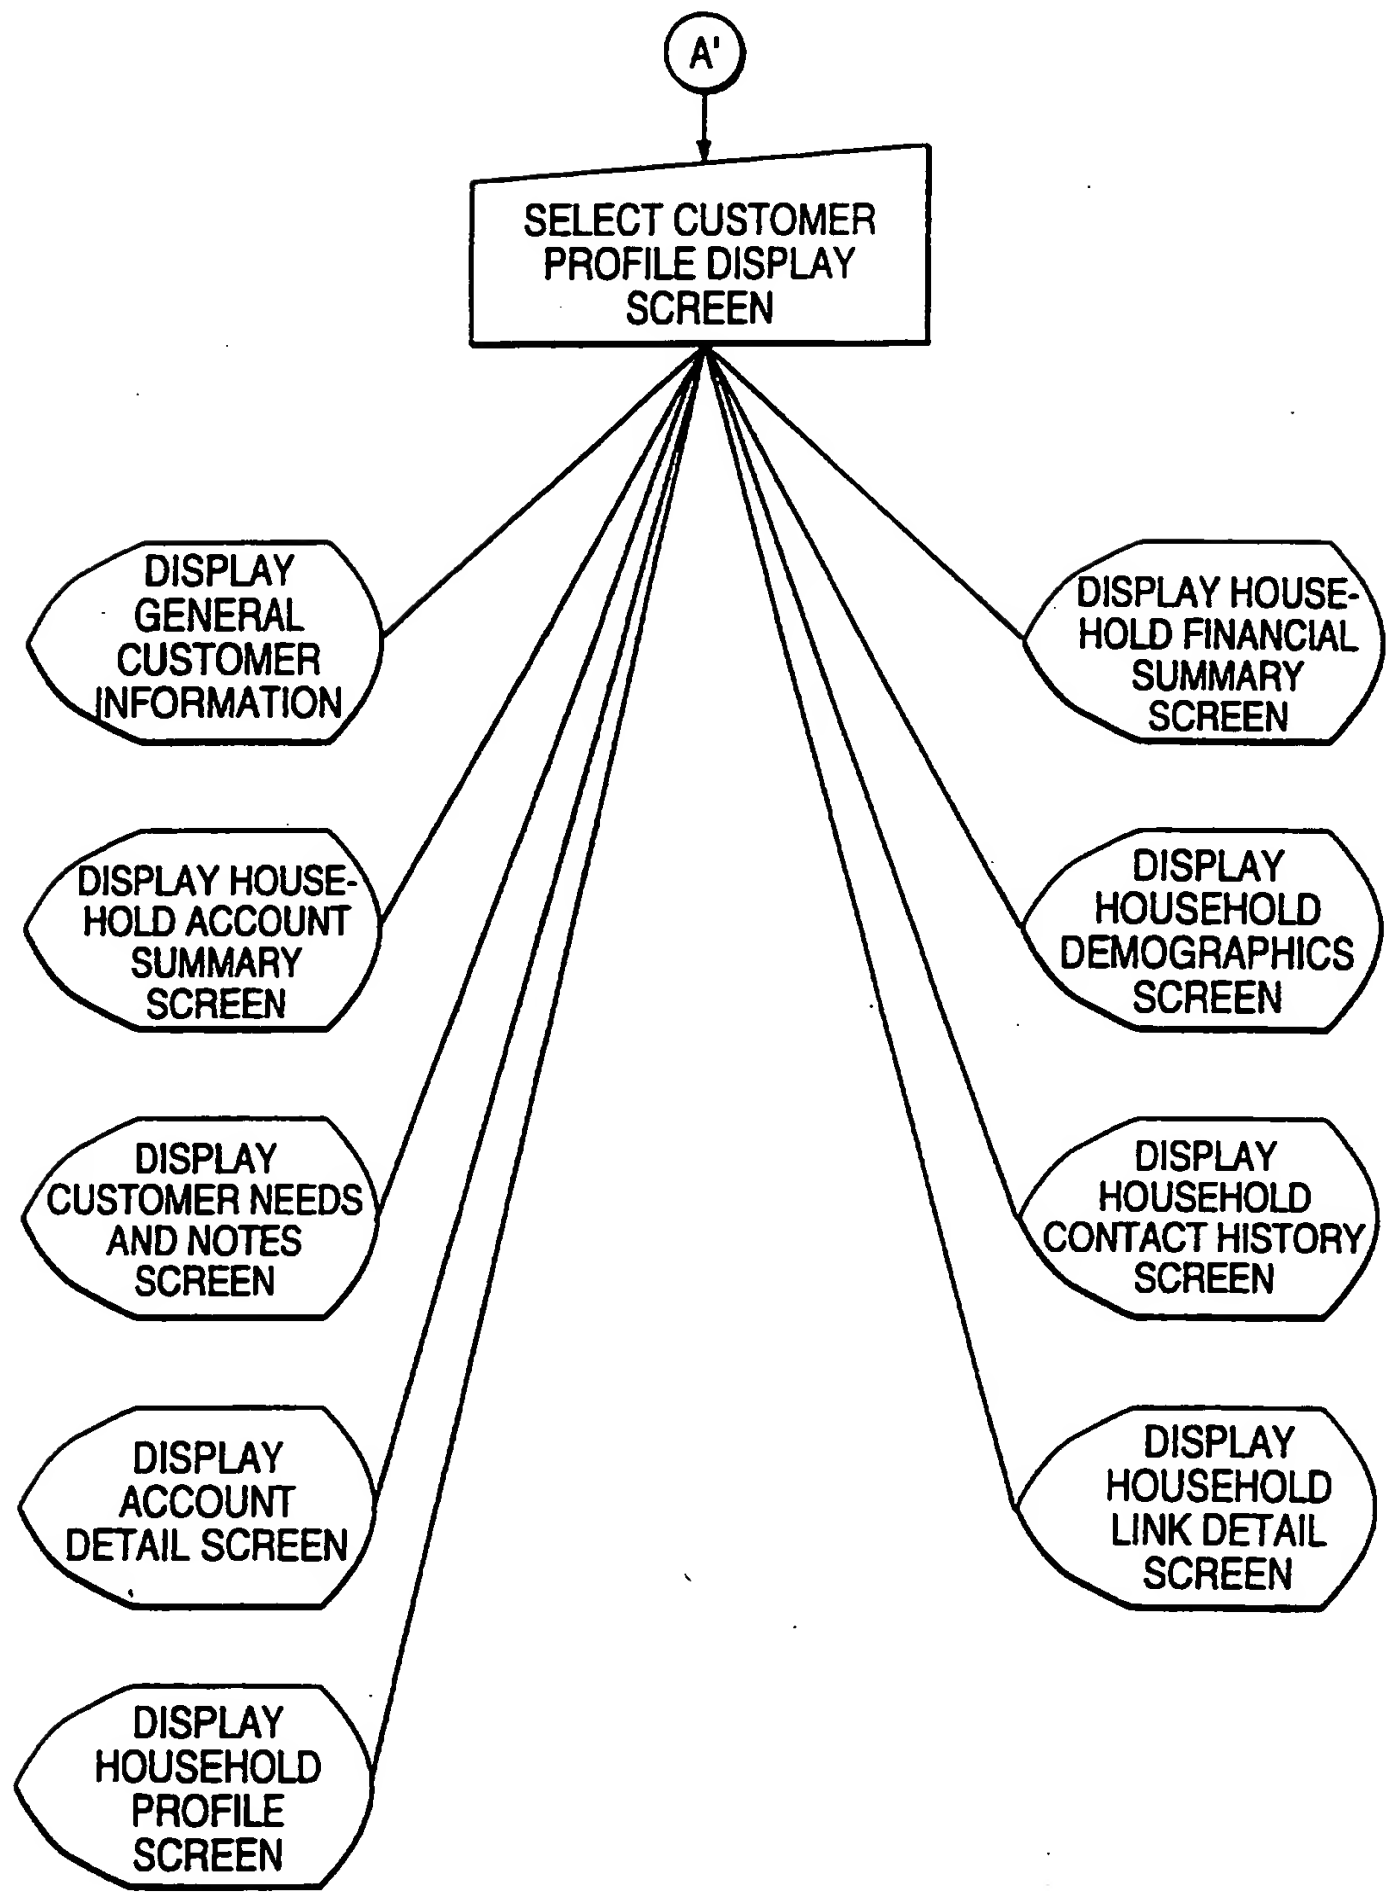 A'
SELECT CUSTOMER
PROFILE DISPLAY
SCREEN
DISPLAY
GENERAL
CUSTOMER
INFORMATION
DISPLAY HOUSE-
HOLD ACCOUNT
SUMMARY
SCREEN
DISPLAY
CUSTOMER NEEDS
AND NOTES
SCREEN
DISPLAY
ACCOUNT
DETAIL SCREEN
DISPLAY
HOUSEHOLD
PROFILE
SCREEN
DISPLAY HOUSE-
HOLD FINANCIAL
SUMMARY
SCREEN
DISPLAY
HOUSEHOLD
DEMOGRAPHICS
SCREEN
DISPLAY
HOUSEHOLD
CONTACT HISTORY
SCREEN
DISPLAY
HOUSEHOLD
LINK DETAIL
SCREEN